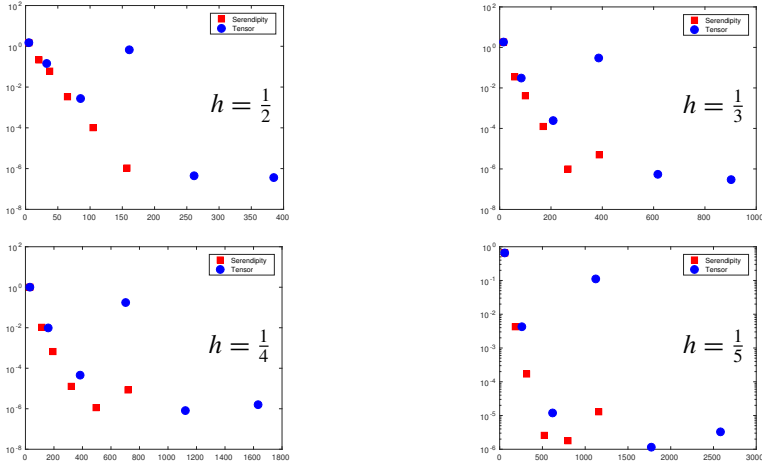 10^2
Serendipity
Tensor
10^0
10^-2
h = 1/2
10^-4
10^-6
10^-8
0 50 100 150 200 250 300 350 400
10^2
Serendipity
Tensor
10^0
10^-2
h = 1/3
10^-4
10^-6
10^-8
0 200 400 600 800 1000
10^2
Serendipity
Tensor
10^0
10^-2
h = 1/4
10^-4
10^-6
10^-8
0 200 400 600 800 1000 1200 1400 1600 1800
10^0
Serendipity
Tensor
10^-1
10^-2
h = 1/5
10^-3
10^-4
10^-5
10^-6
0 500 1000 1500 2000 2500 3000